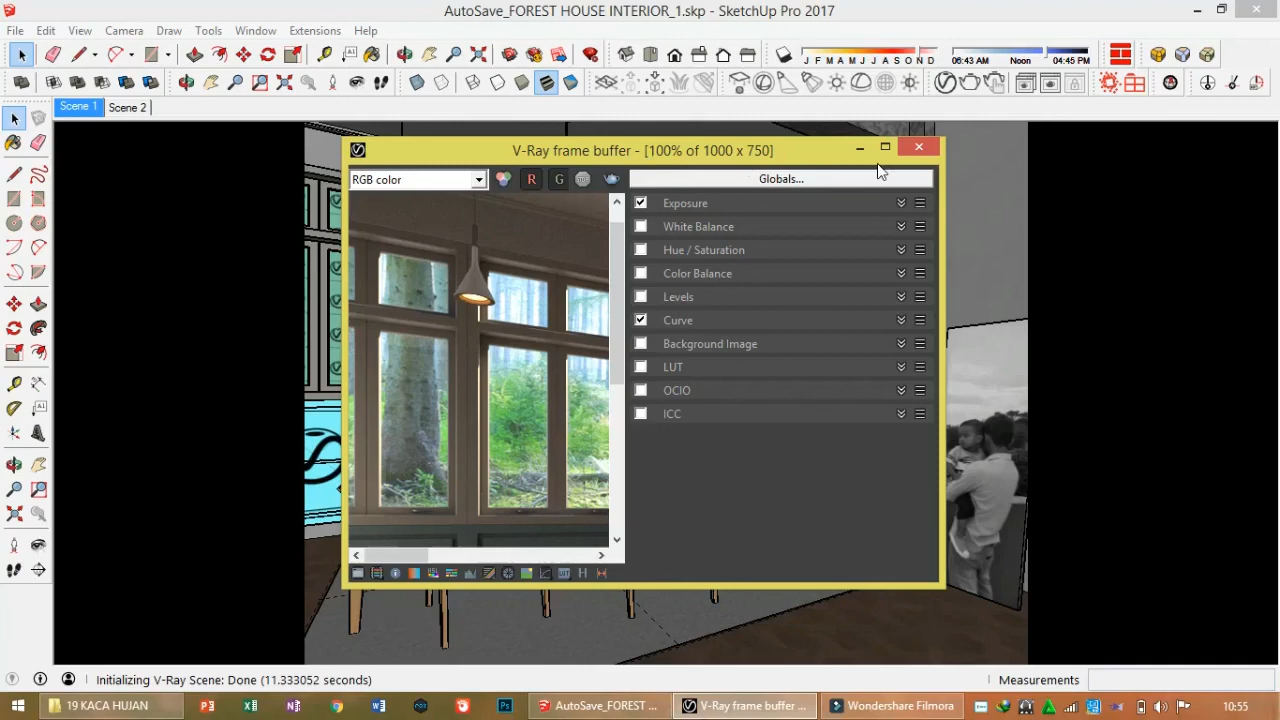 AutoSave_FOREST HOUSE INTERIOR_1.skp - SketchUp Pro 2017
File Edit View Camera Draw Tools Window Extensions Help
J F M A M J J A S O N D
06:43 AM Noon 04:45 PM
Scene 1 Scene 2
V-Ray frame buffer - [100% of 1000 x 750]
RGB color
R G
Globals...
Exposure
White Balance
Hue / Saturation
Color Balance
Levels
Curve
Background Image
LUT
OCIO
ICC
Initializing V-Ray Scene: Done (11.333052 seconds)
Measurements
19 KACA HUJAN
AutoSave_FOREST ...
V-Ray frame buffer ...
Wondershare Filmora
10:55